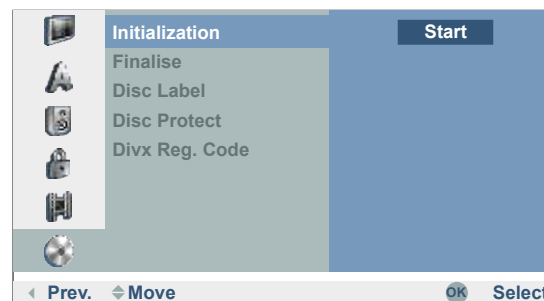 Initialization Start
Finalise
Disc Label
Disc Protect
Divx Reg. Code
Prev. Move OK Select